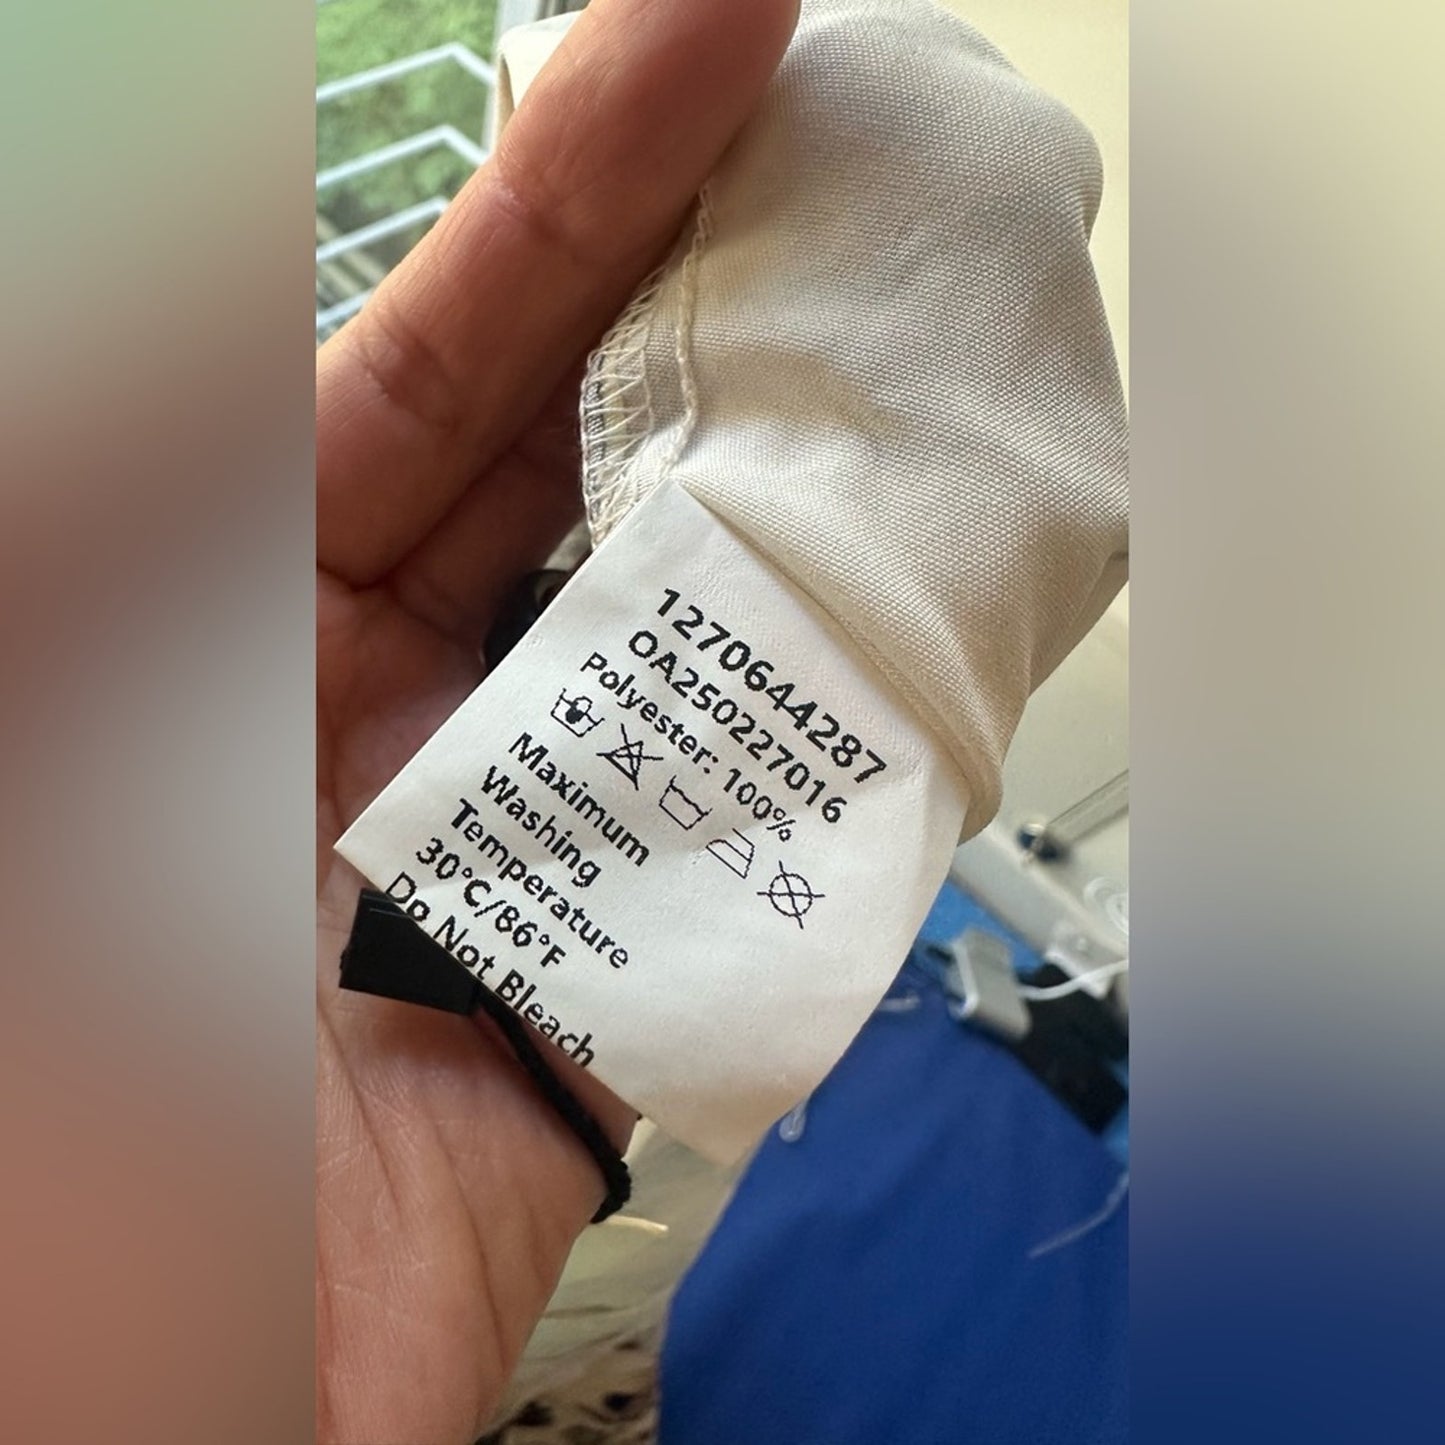 1270644287
OA250227016
Polyester: 100%
Maximum
Washing
Temperature
30°C/86°F
Do Not Bleach